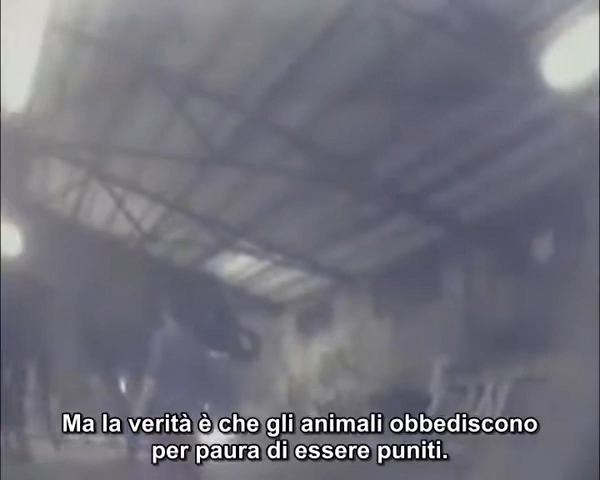 Ma la verità è che gli animali obbediscono
per paura di essere puniti.